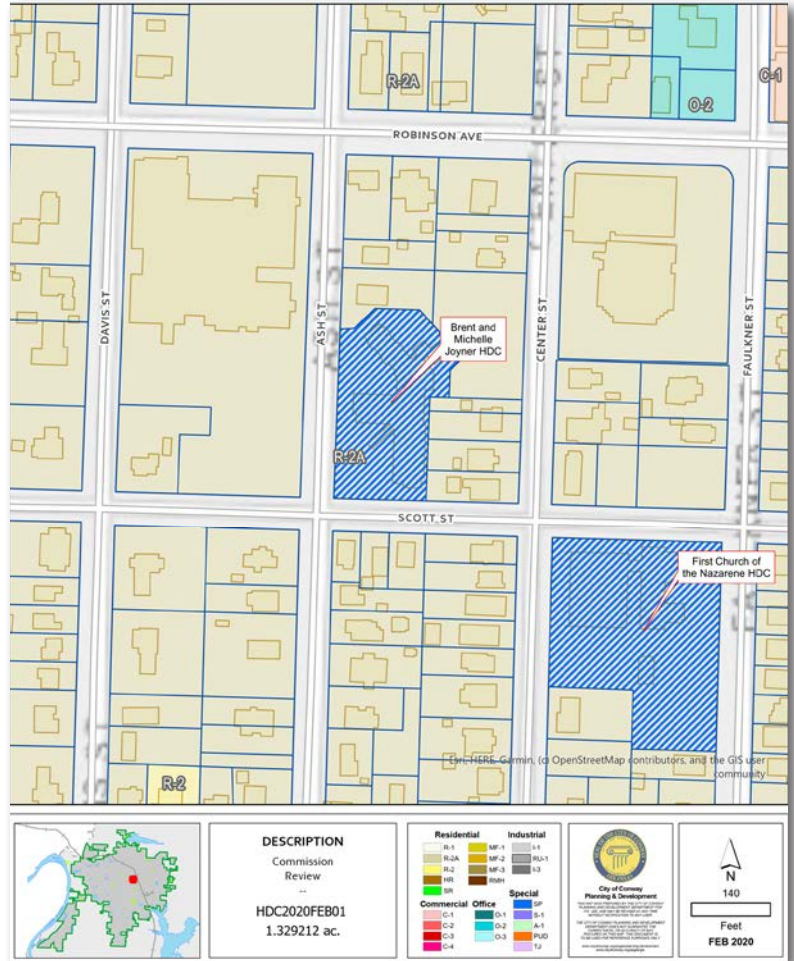 R-2A
O-2
C-1
ROBINSON AVE
DAVIS ST
ASH ST
CENTER ST
FAULKNER ST
Brent and
Michelle
Joyner HDC
R-2A
SCOTT ST
First Church of
the Nazarene HDC
R-2
Esri, HERE, Garmin, (c) OpenStreetMap contributors, and the GIS user
community
DESCRIPTION
Commission
Review
--
HDC2020FEB01
1.329212 ac.
Residential
R-1
R-2A
R-2
HR
SR
MF-1
MF-2
MF-3
RMH
Industrial
I-1
RU-1
I-3
Commercial
C-1
C-2
C-3
C-4
Office
O-1
O-2
O-3
Special
SP
S-1
A-1
PUD
TJ
City of Conway
Planning & Development
N
140
Feet
FEB 2020